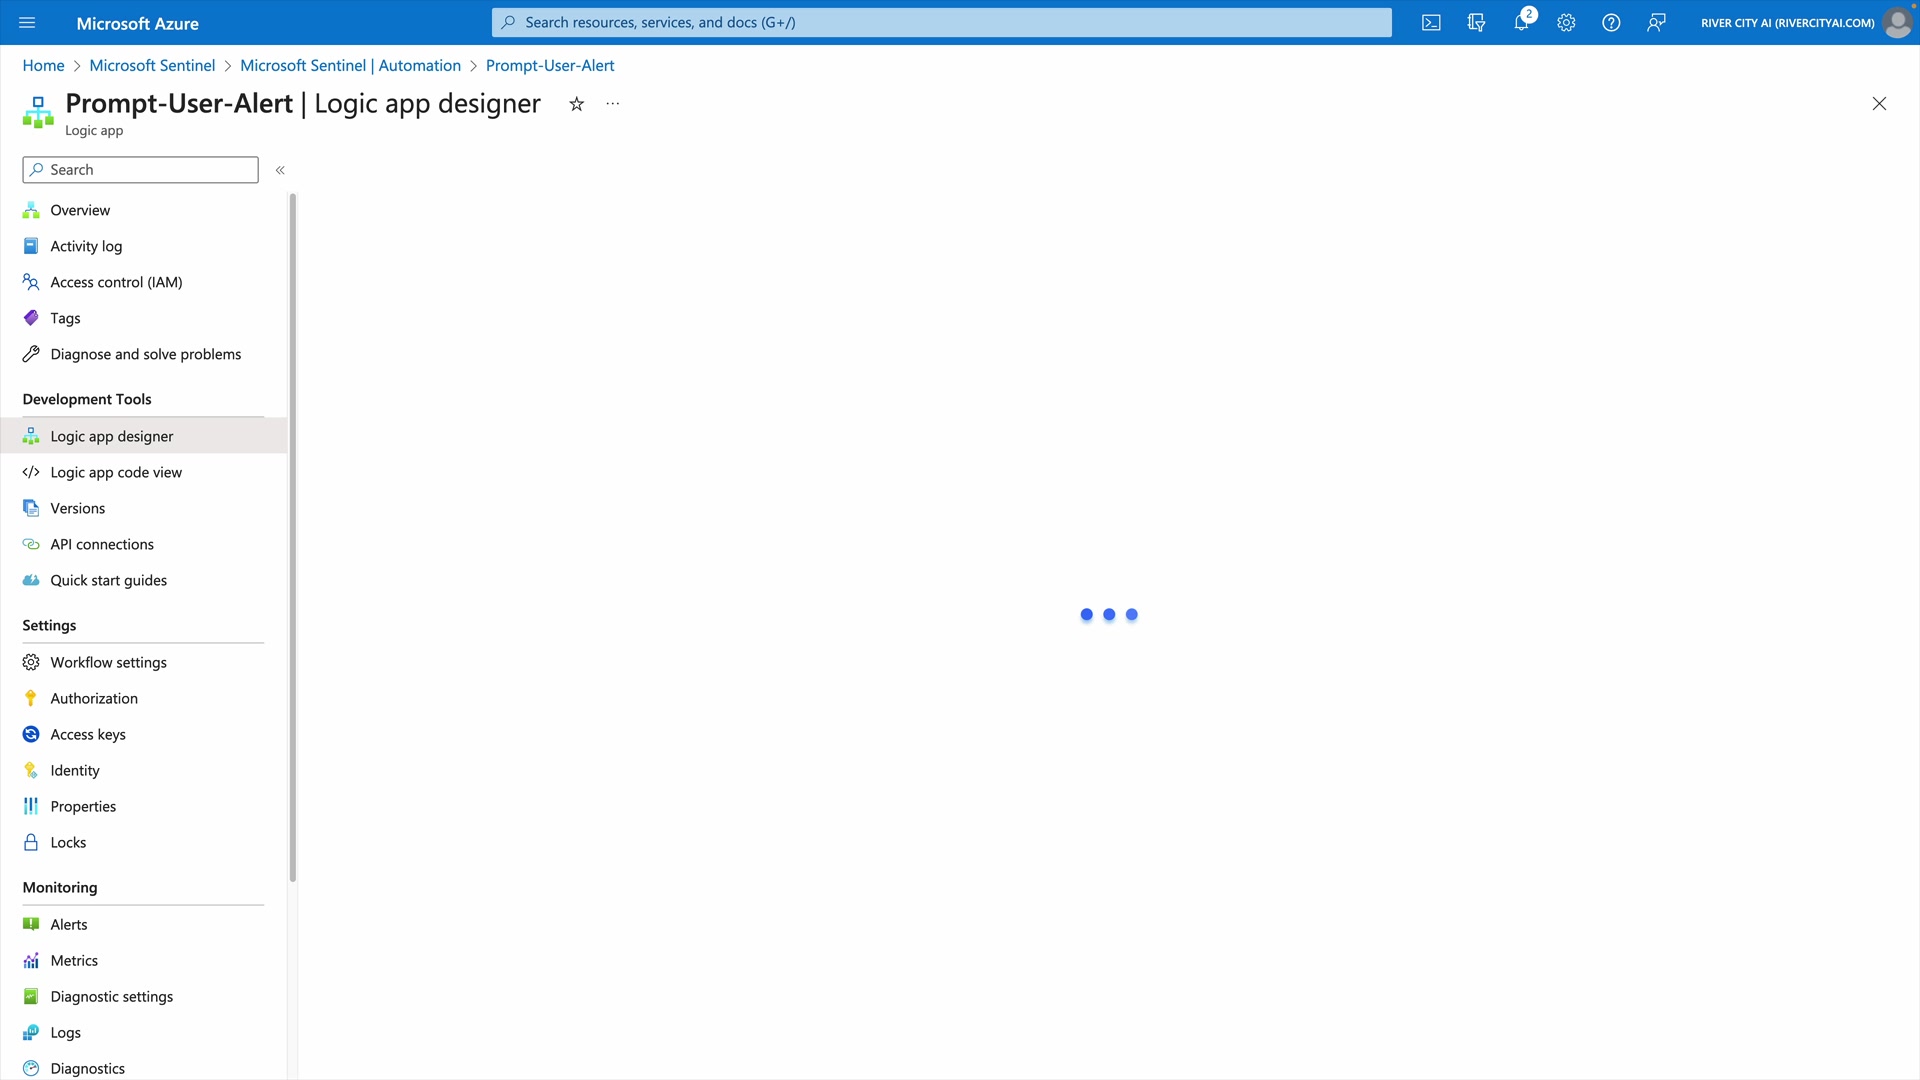 Microsoft Azure
Search resources, services, and docs (G+/)
2
RIVER CITY AI (RIVERCITYAI.COM)
Home > Microsoft Sentinel > Microsoft Sentinel | Automation > Prompt-User-Alert
Prompt-User-Alert | Logic app designer
Logic app
Search
Overview
Activity log
Access control (IAM)
Tags
Diagnose and solve problems
Development Tools
Logic app designer
Logic app code view
Versions
API connections
Quick start guides
Settings
Workflow settings
Authorization
Access keys
Identity
Properties
Locks
Monitoring
Alerts
Metrics
Diagnostic settings
Logs
Diagnostics